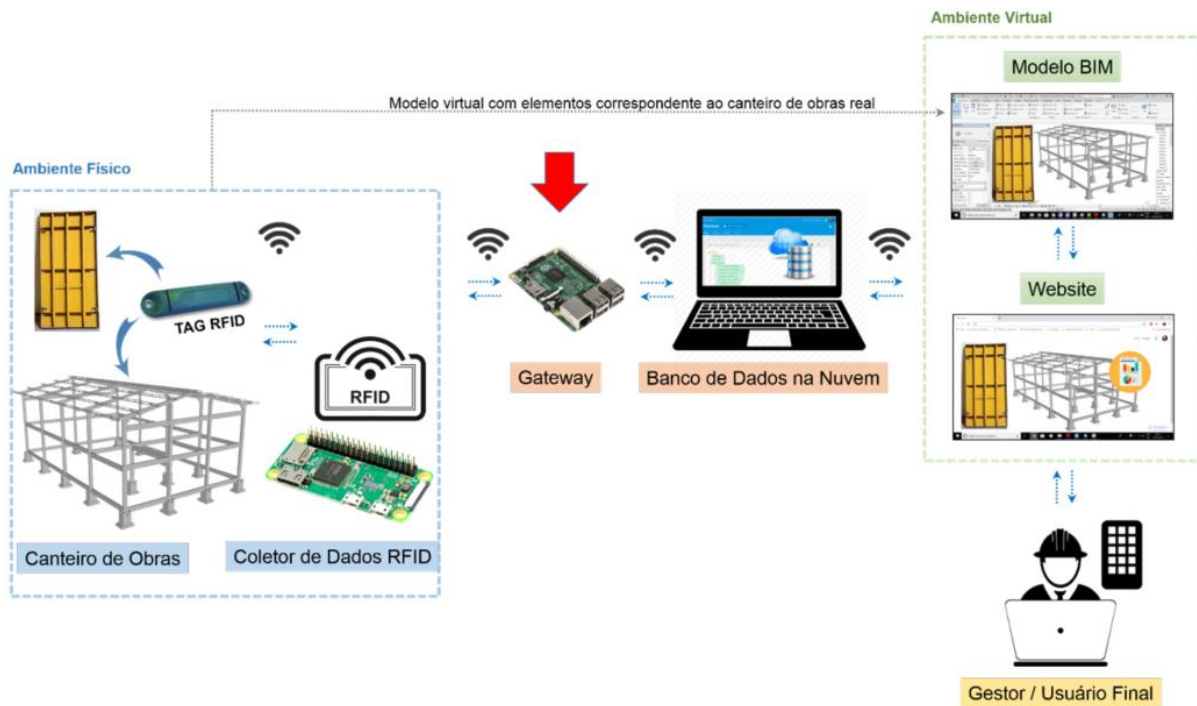 Ambiente Virtual
Modelo BIM
Modelo virtual com elementos correspondente ao canteiro de obras real
Ambiente Físico
TAG RFID
RFID
Canteiro de Obras
Coletor de Dados RFID
Gateway
Banco de Dados na Nuvem
Website
Gestor / Usuário Final